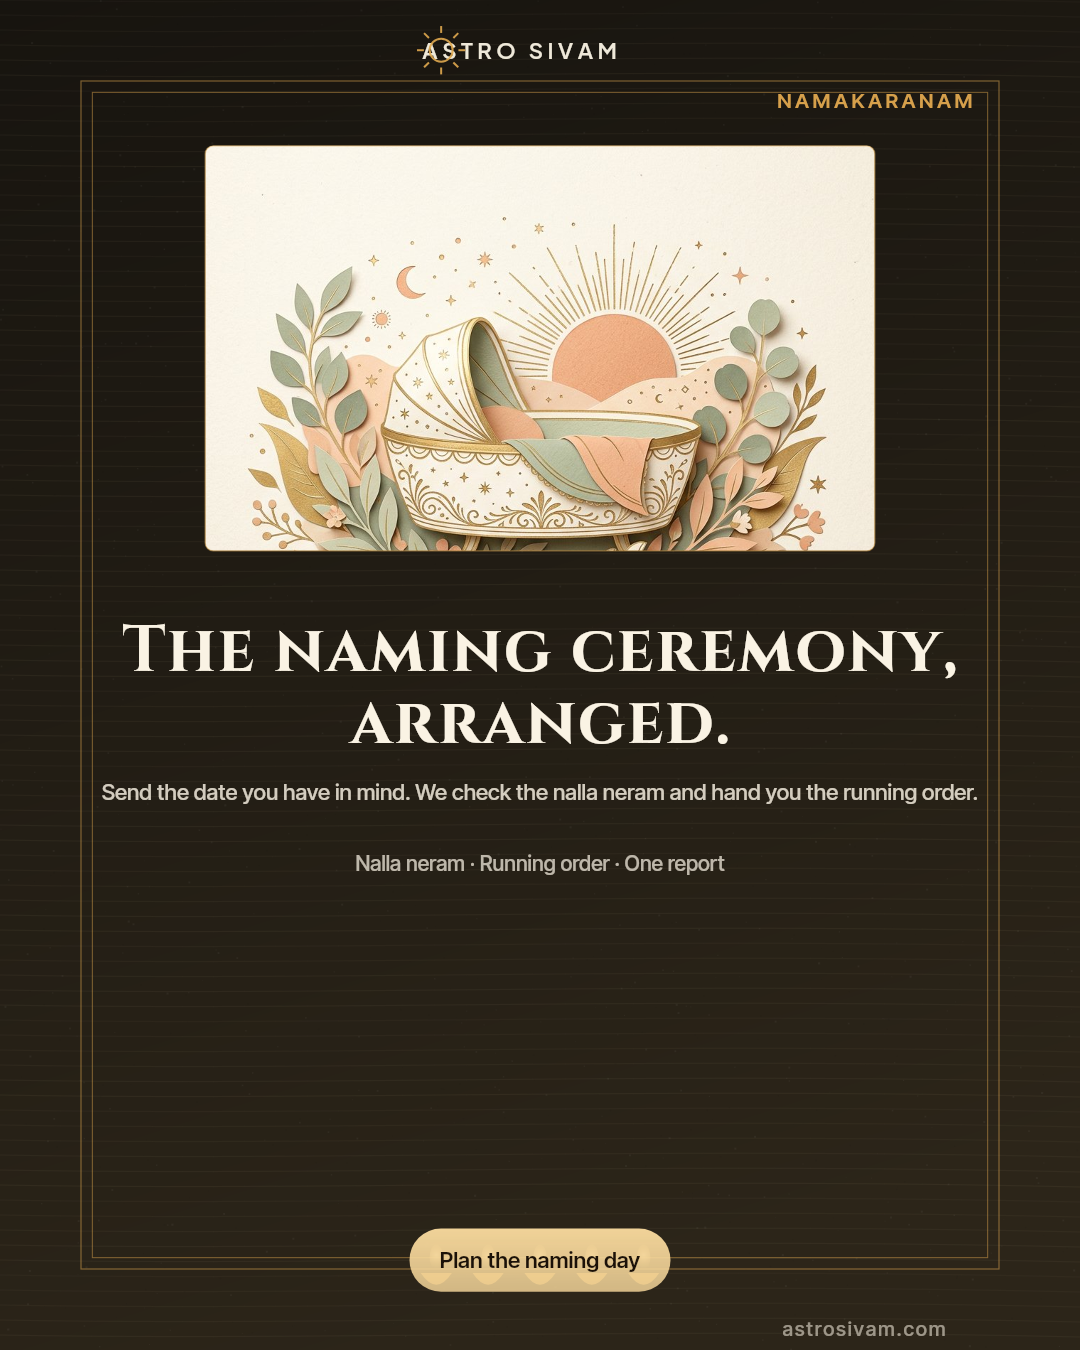 ASTRO SIVAM
NAMAKARANAM
The naming ceremony,
arranged.
Send the date you have in mind. We check the nalla neram and hand you the running order.
Nalla neram · Running order · One report
Plan the naming day
astrosivam.com